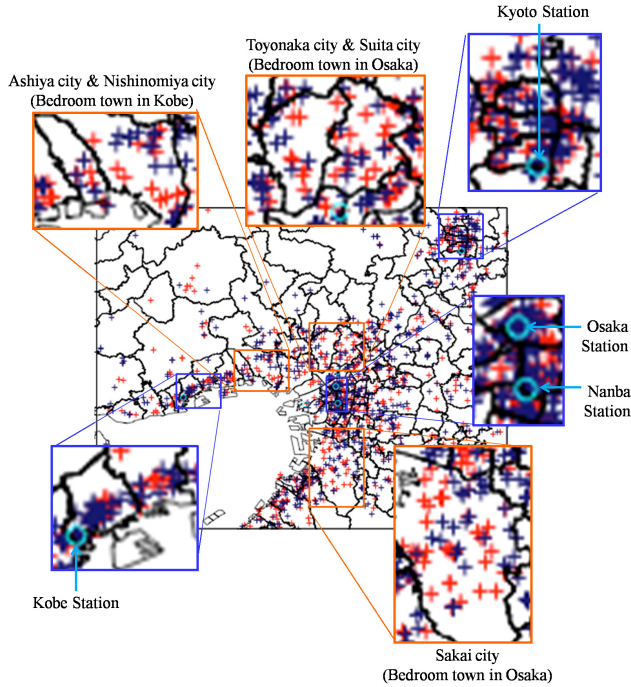 Kyoto Station
Toyonaka city & Suita city
(Bedroom town in Osaka)
Ashiya city & Nishinomiya city
(Bedroom town in Kobe)
Osaka
Station
Nanba
Station
Kobe Station
Sakai city
(Bedroom town in Osaka)